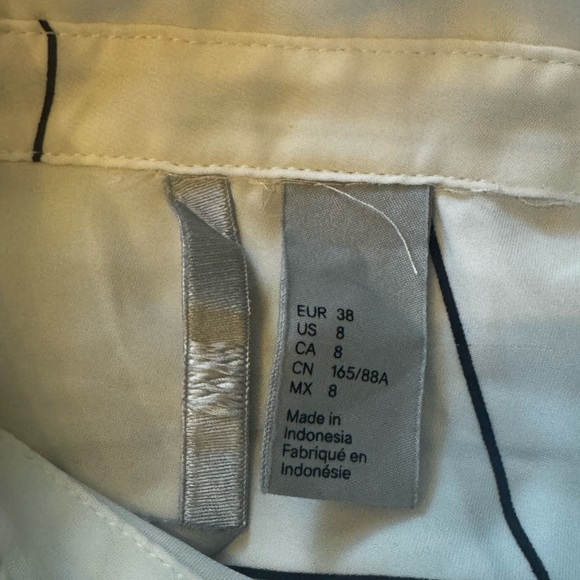 EUR 38
US 8
CA 8
CN 165/88A
MX 8
Made in
Indonesia
Fabriqué en
Indonésie